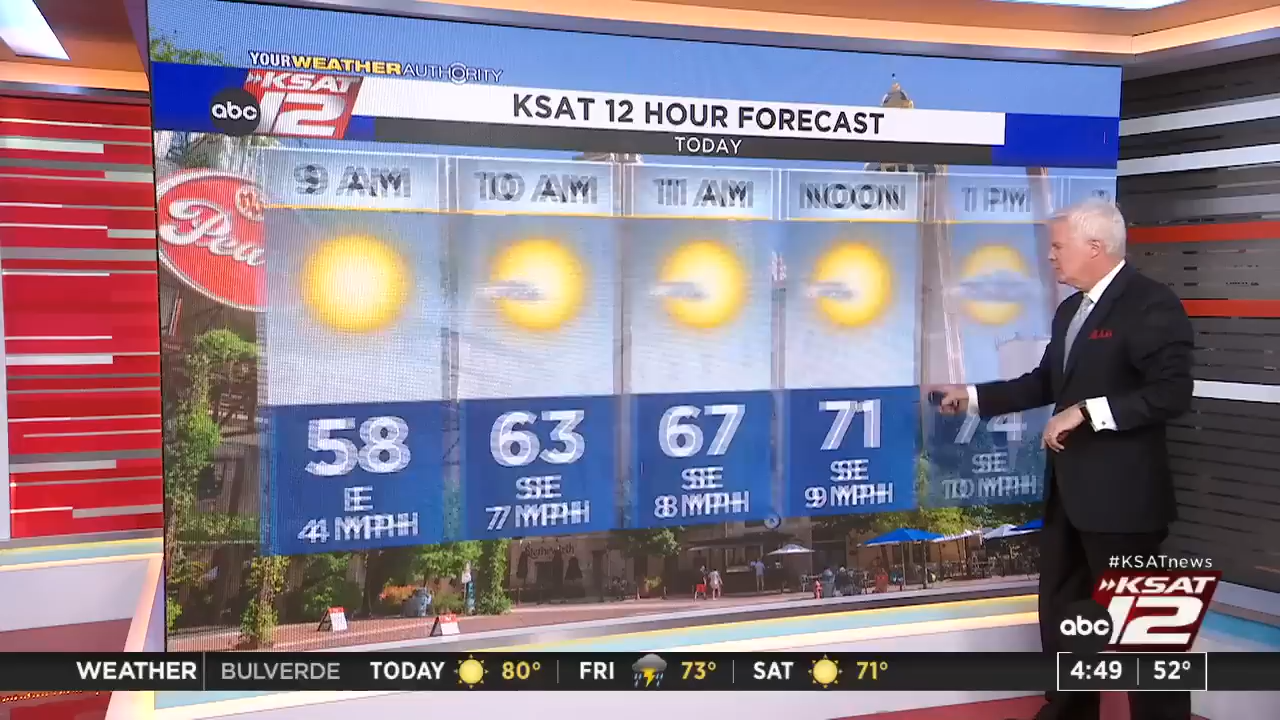 YOUR WEATHER AUTHORITY
abc
KSAT
12
KSAT 12 HOUR FORECAST
TODAY
9 AM
10 AM
11 AM
NOON
1 PM
58
63
67
71
74
E
SE
SE
SE
SE
4 MPH
7 MPH
8 MPH
9 MPH
10 MPH
#KSATnews
KSAT
abc 12
WEATHER BULVERDE TODAY 80° FRI 73° SAT 71° 4:49 52°